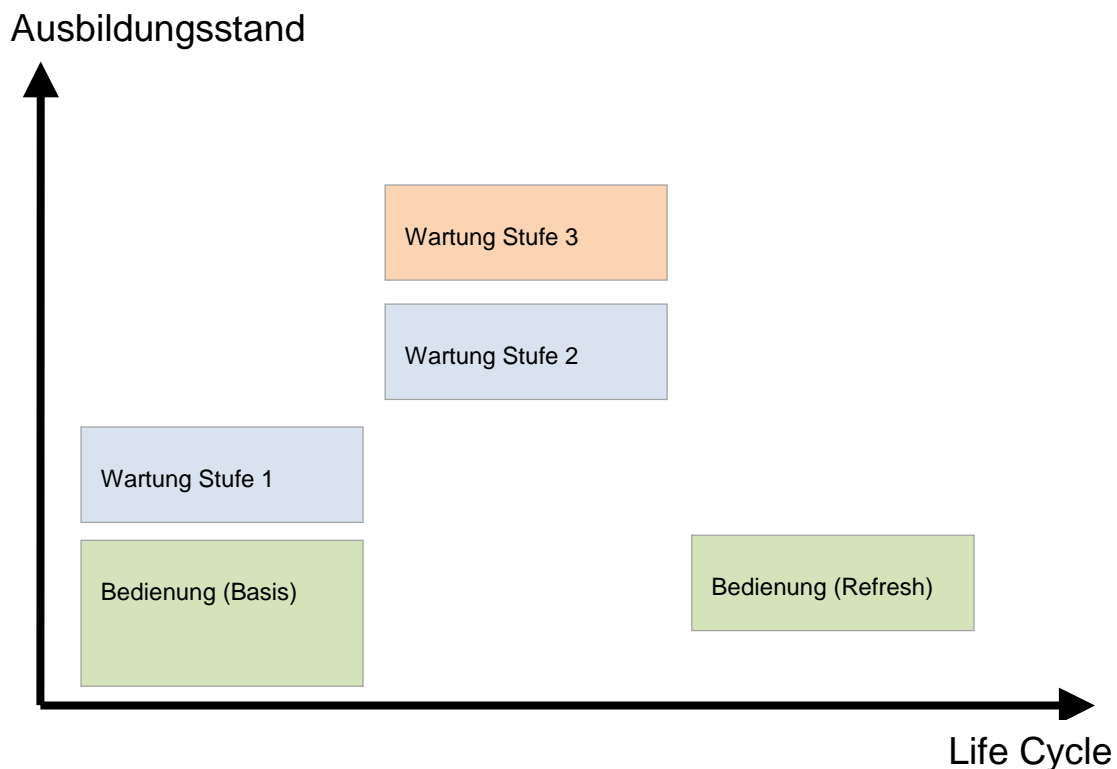 Ausbildungsstand
Wartung Stufe 3
Wartung Stufe 2
Wartung Stufe 1
Bedienung (Basis)
Bedienung (Refresh)
Life Cycle